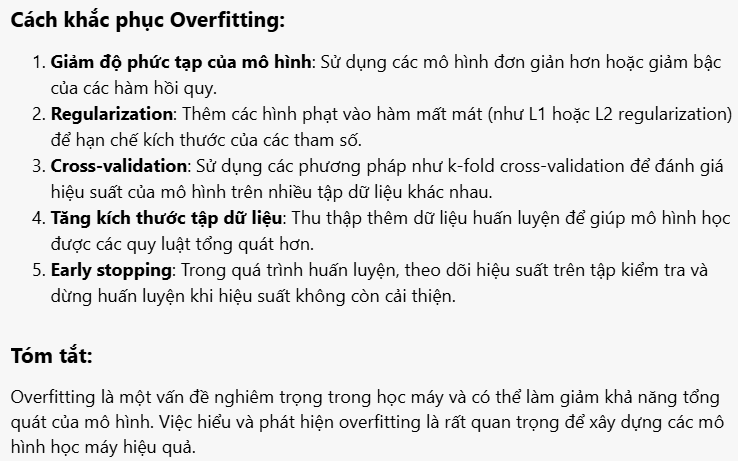 Cách khắc phục Overfitting:
1. Giảm độ phức tạp của mô hình: Sử dụng các mô hình đơn giản hơn hoặc giảm bậc
của các hàm hồi quy.
2. Regularization: Thêm các hình phạt vào hàm mất mát (như L1 hoặc L2 regularization)
để hạn chế kích thước của các tham số.
3. Cross-validation: Sử dụng các phương pháp như k-fold cross-validation để đánh giá
hiệu suất của mô hình trên nhiều tập dữ liệu khác nhau.
4. Tăng kích thước tập dữ liệu: Thu thập thêm dữ liệu huấn luyện để giúp mô hình học
được các quy luật tổng quát hơn.
5. Early stopping: Trong quá trình huấn luyện, theo dõi hiệu suất trên tập kiểm tra và
dừng huấn luyện khi hiệu suất không còn cải thiện.
Tóm tắt:
Overfitting là một vấn đề nghiêm trọng trong học máy và có thể làm giảm khả năng tổng
quát của mô hình. Việc hiểu và phát hiện overfitting là rất quan trọng để xây dựng các mô
hình học máy hiệu quả.